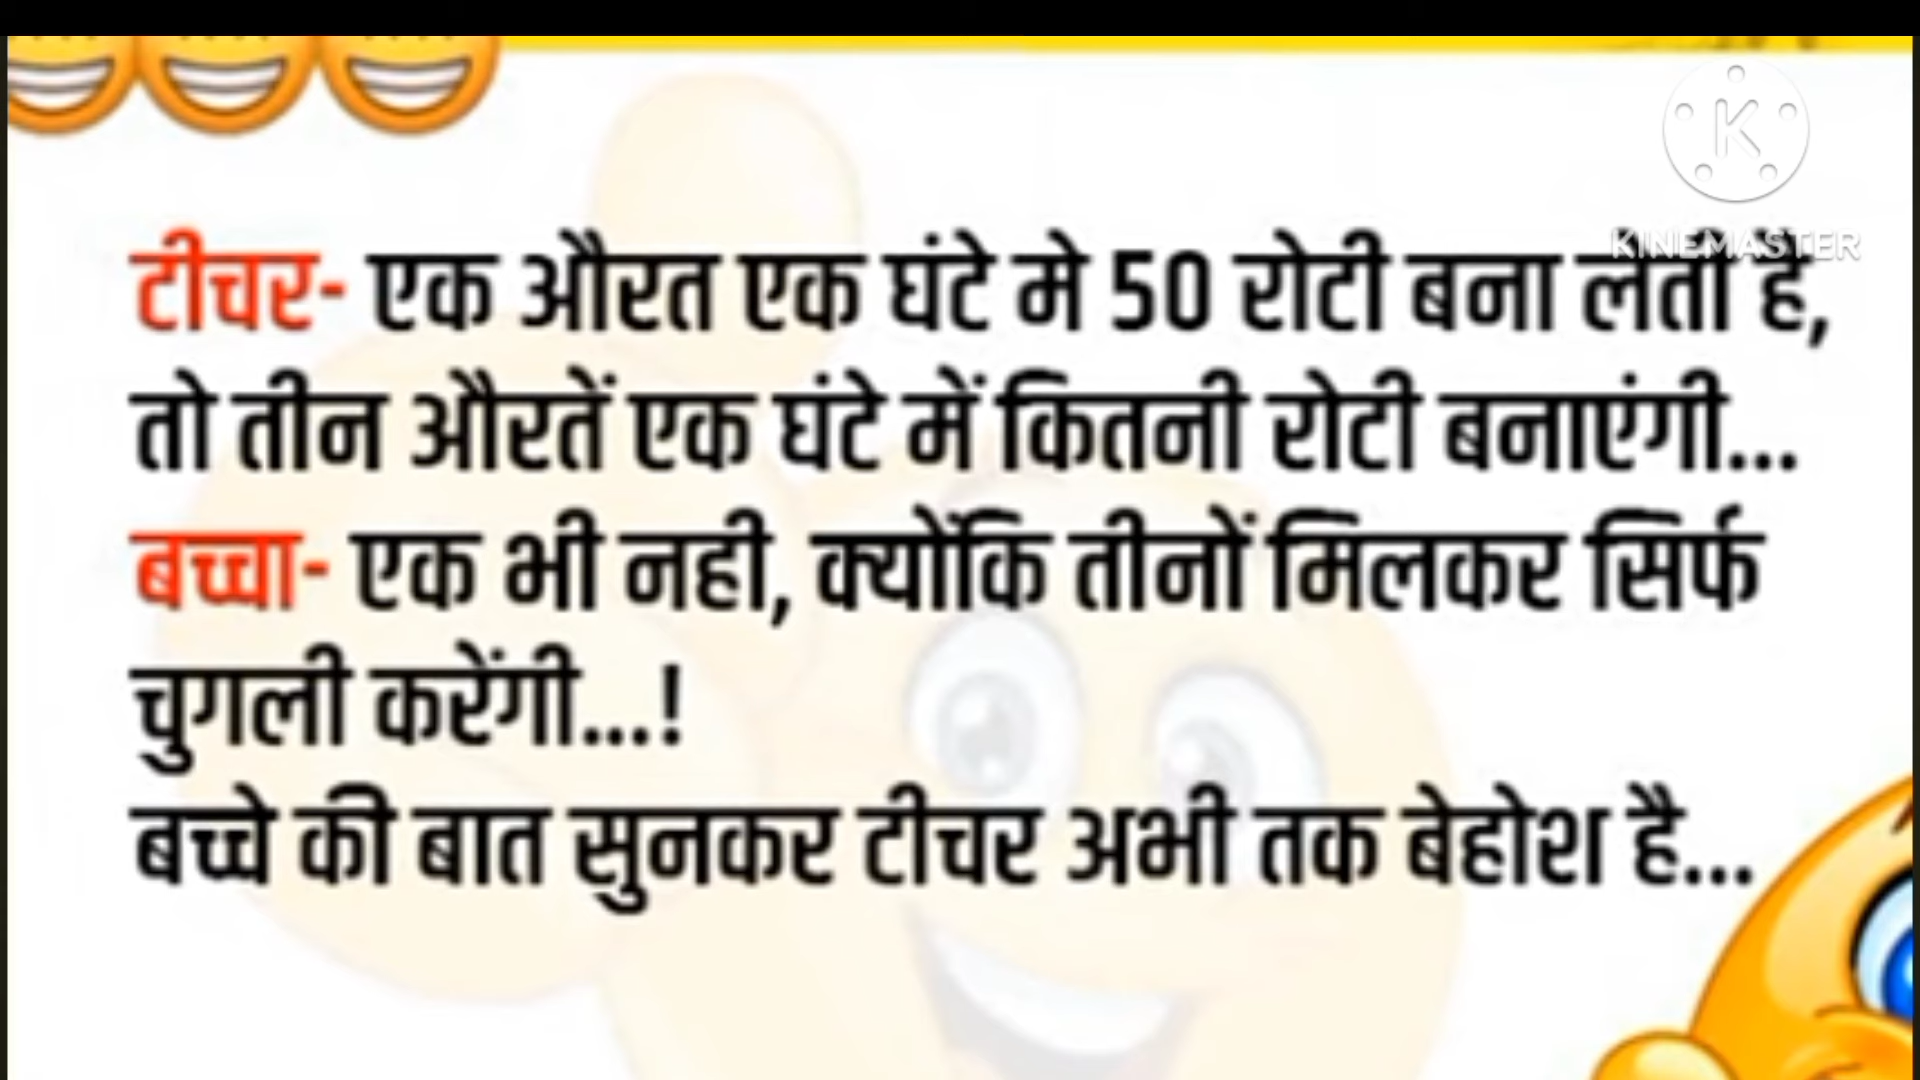 KINEMASTER
टीचर- एक औरत एक घंटे मे 50 रोटी बना लेती है,
तो तीन औरतें एक घंटे में कितनी रोटी बनाएंगी...
बच्चा- एक भी नही, क्योंकि तीनों मिलकर सिर्फ
चुगली करेंगी...!
बच्चे की बात सुनकर टीचर अभी तक बेहोश है...